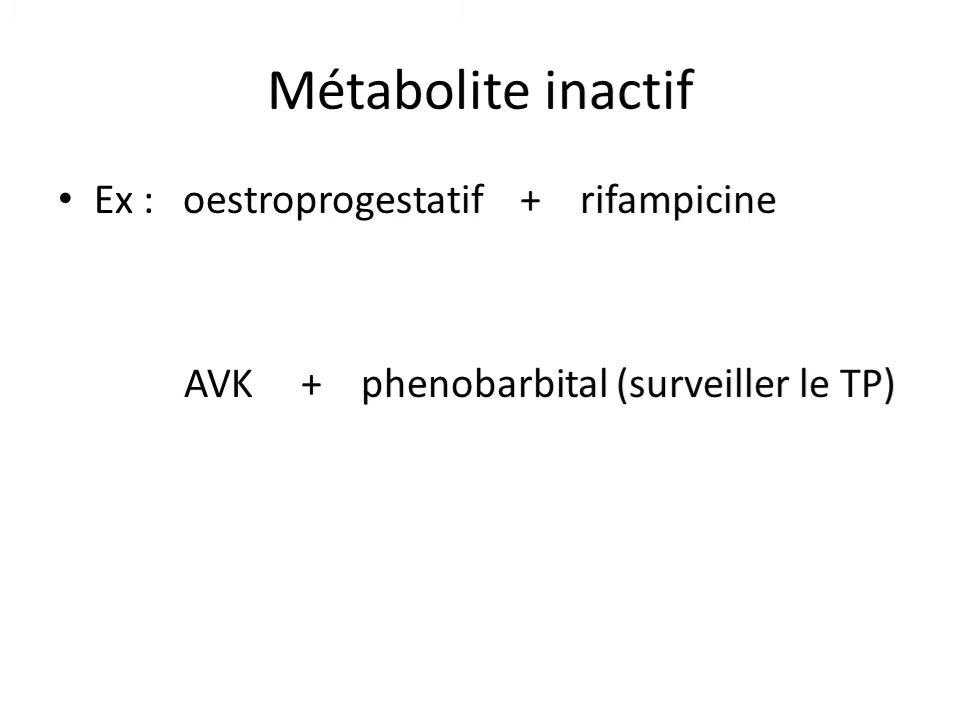 Métabolite inactif
• Ex : oestroprogestatif + rifampicine
AVK + phenobarbital (surveiller le TP)